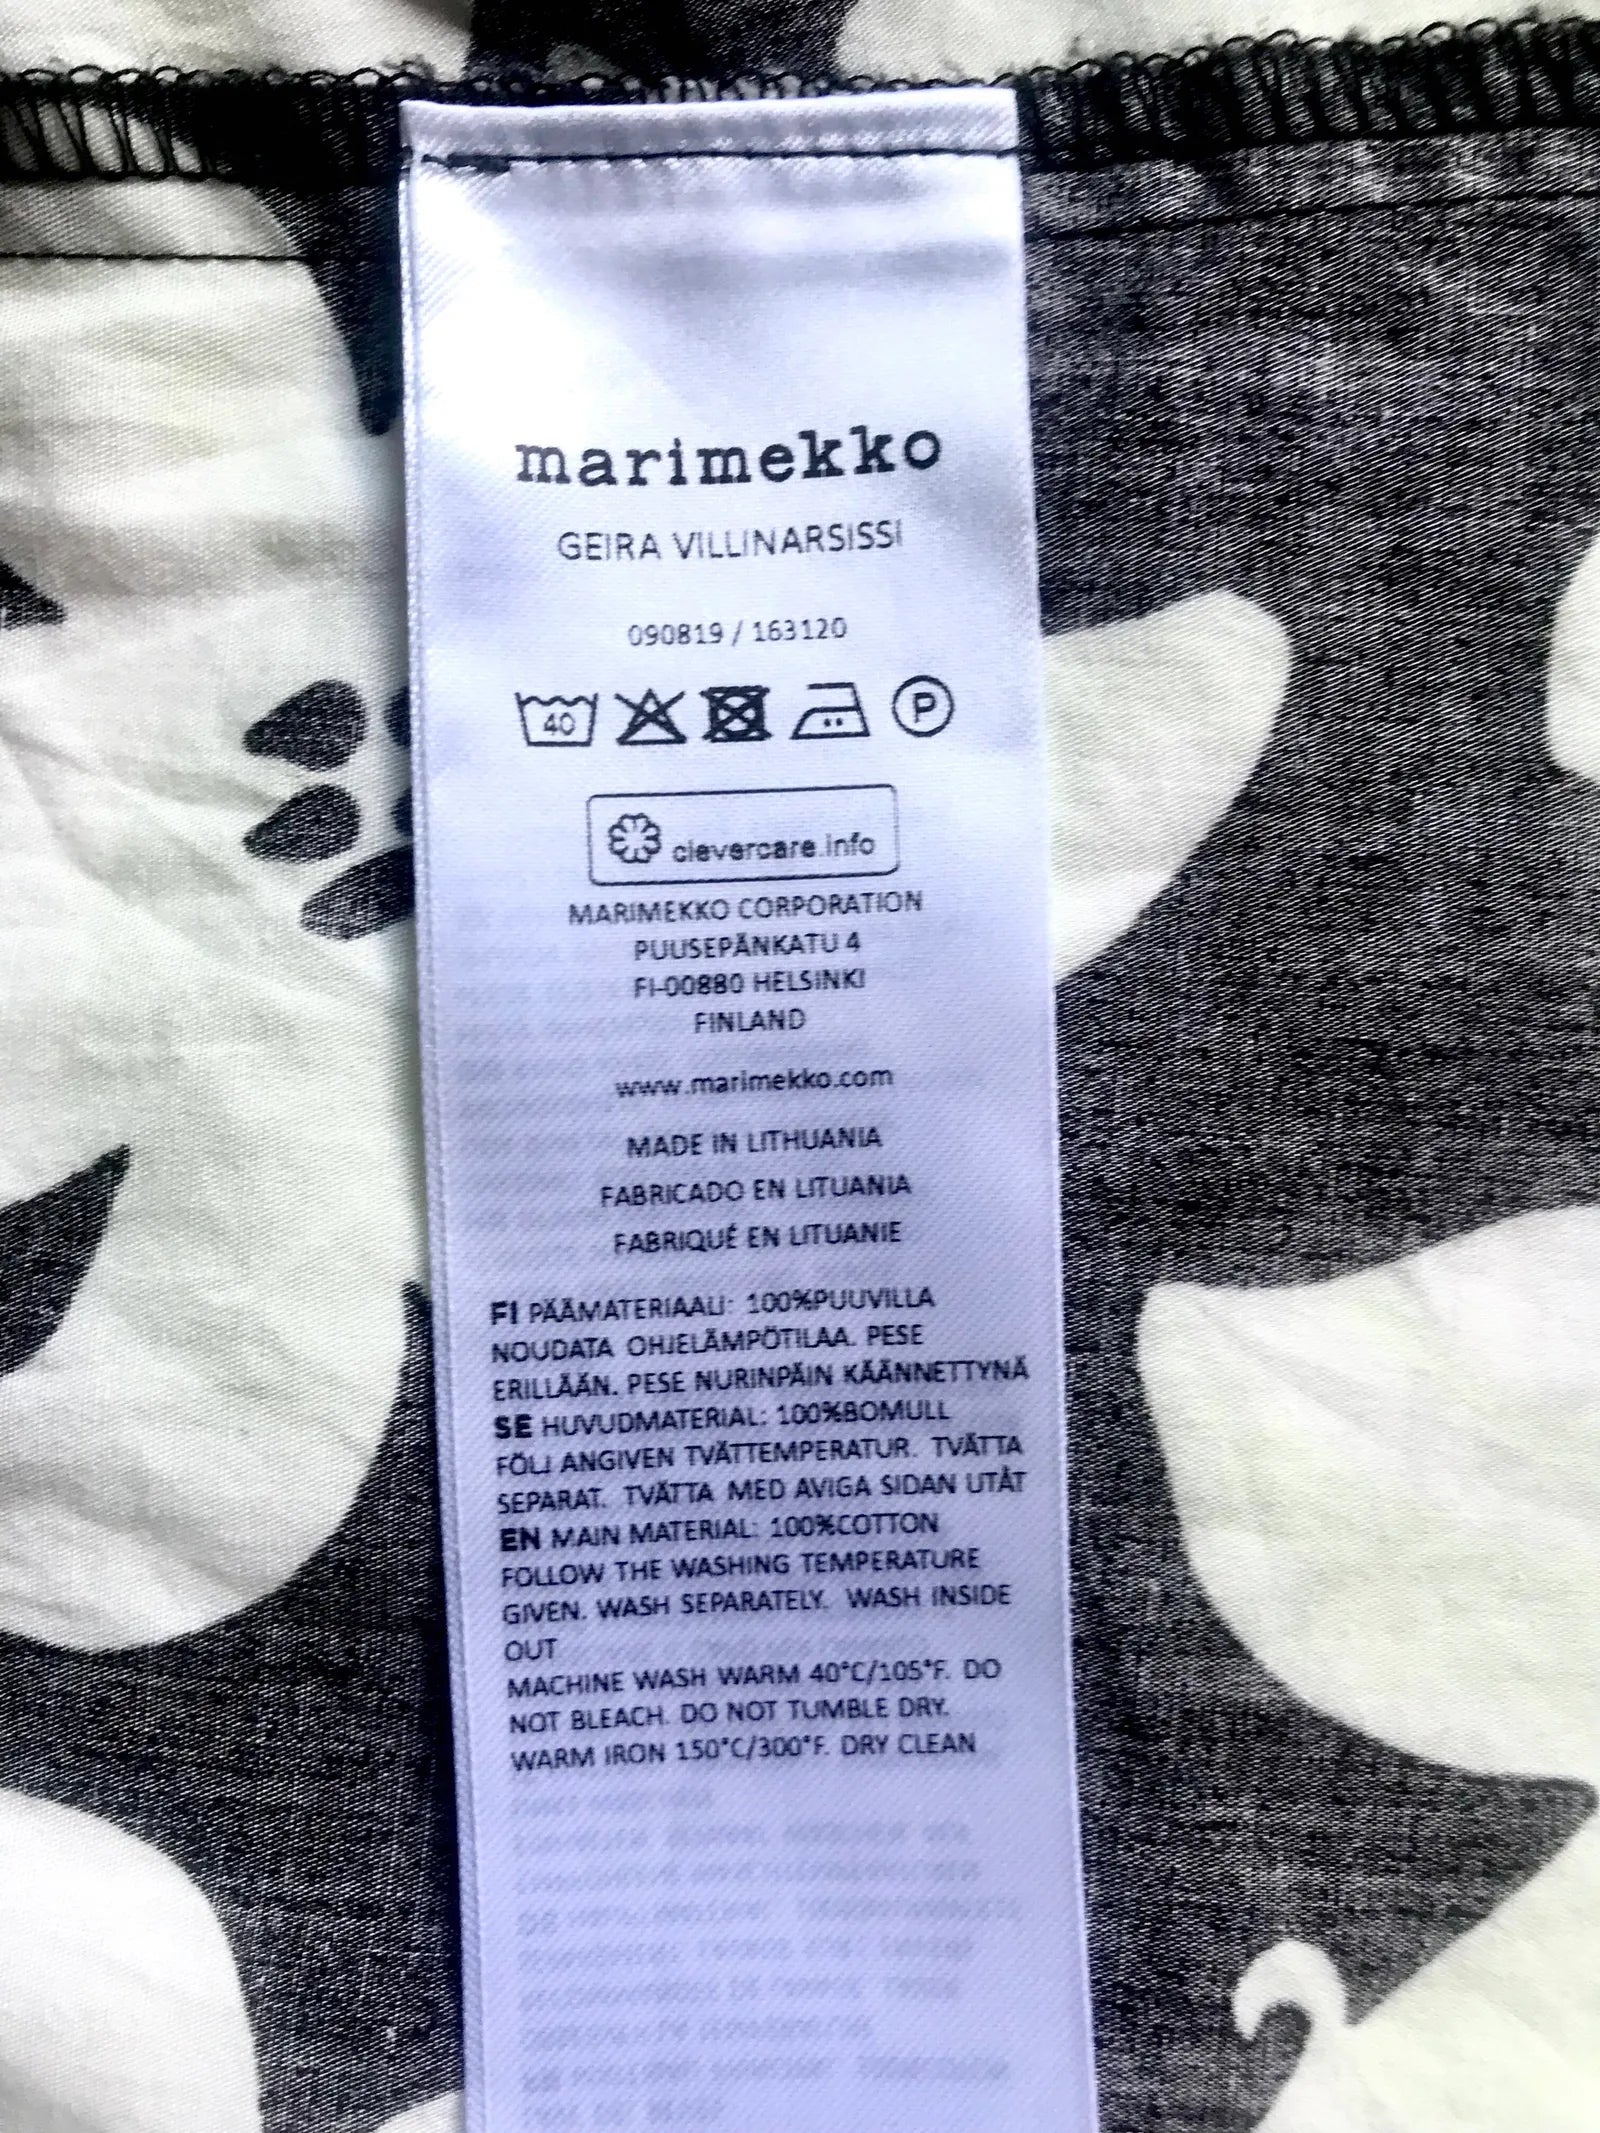 marimekko
GEIRA VILLINARSISSI
090819 / 163120
40 P
clevercare.info
MARIMEKKO CORPORATION
PUUSEPÄNKATU 4
FI-00880 HELSINKI
FINLAND
www.marimekko.com
MADE IN LITHUANIA
FABRICADO EN LITUANIA
FABRIQUÉ EN LITUANIE
FI PÄÄMATERIAALI: 100%PUUVILLA
NOUDATA OHJELÄMPÖTILAA. PESE
ERILLÄÄN. PESE NURINPÄIN KÄÄNNETTYNÄ
SE HUVUDMATERIAL: 100%BOMULL
FÖLJ ANGIVEN TVÄTTEMPERATUR. TVÄTTA
SEPARAT. TVÄTTA MED AVIGA SIDAN UTÅT
EN MAIN MATERIAL: 100%COTTON
FOLLOW THE WASHING TEMPERATURE
GIVEN. WASH SEPARATELY. WASH INSIDE
OUT
MACHINE WASH WARM 40°C/105°F. DO
NOT BLEACH. DO NOT TUMBLE DRY.
WARM IRON 150°C/300°F. DRY CLEAN